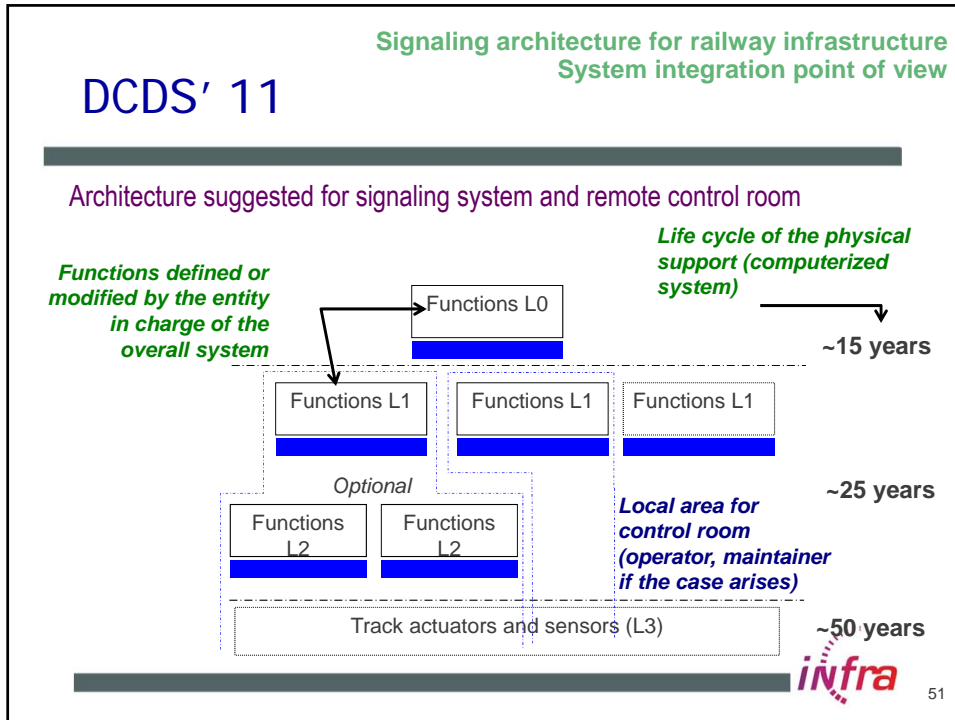 Signaling architecture for railway infrastructure
System integration point of view
DCDS' 11
Architecture suggested for signaling system and remote control room
Functions defined or
modified by the entity
in charge of the
overall system
Life cycle of the physical
support (computerized
system)
Functions L0
~15 years
Functions L1
Functions L1
Functions L1
Optional
~25 years
Functions
L2
Functions
L2
Local area for
control room
(operator, maintainer
if the case arises)
Track actuators and sensors (L3)
~50 years
infra
51